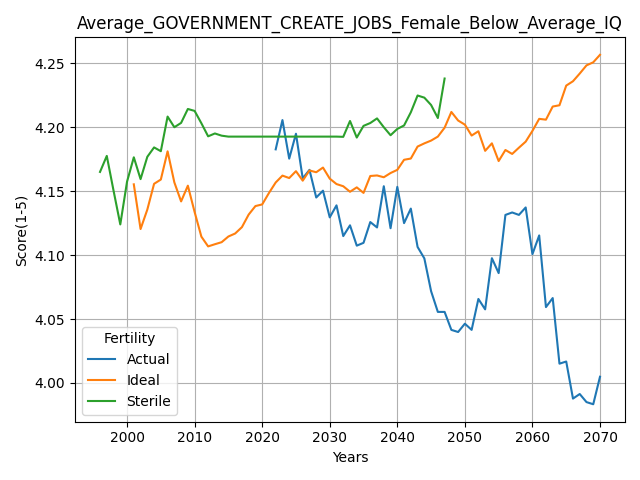 Average_GOVERNMENT_CREATE_JOBS_Female_Below_Average_IQ
Score(1-5)
4.25
4.20
4.15
4.10
4.05
4.00
Fertility
Actual
Ideal
Sterile
2000 2010 2020 2030 2040 2050 2060 2070
Years